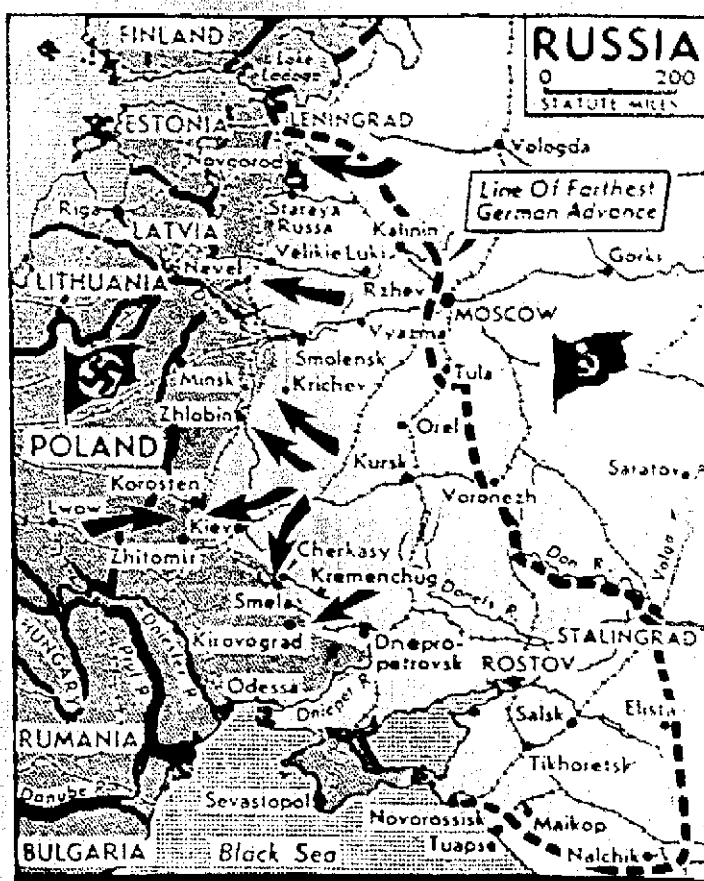 FINLAND
RUSSIA
0 200
STATUTE MILES
Lake
Ladoga
ESTONIA
LENINGRAD
Novgorod
Vologda
Line Of Farthest
German Advance
Riga
LATVIA
Staraya
Russa
Kalinin
Velikie Luki
Gorki
LITHUANIA
Nevel
Rzhev
MOSCOW
Vyazma
Smolensk
Tula
Minsk
Krichev
Zhlobin
POLAND
Orel
Kursk
Saratov
Korosten
Voronezh
Lwow
Kiev
Zhitomir
Cherkasy
Don R.
Volga R.
Kremenchug
Donets R.
Smela
HUNGARY
Prut R.
Dniester R.
Kirovograd
STALINGRAD
Dnepro-
petrovsk
ROSTOV
Odessa
Dnieper R.
Salsk
Elista
RUMANIA
Tikhoretsk
Danube R.
Sevastopol
Novorossisk
Maikop
Tuapse
BULGARIA
Black Sea
Nalchik